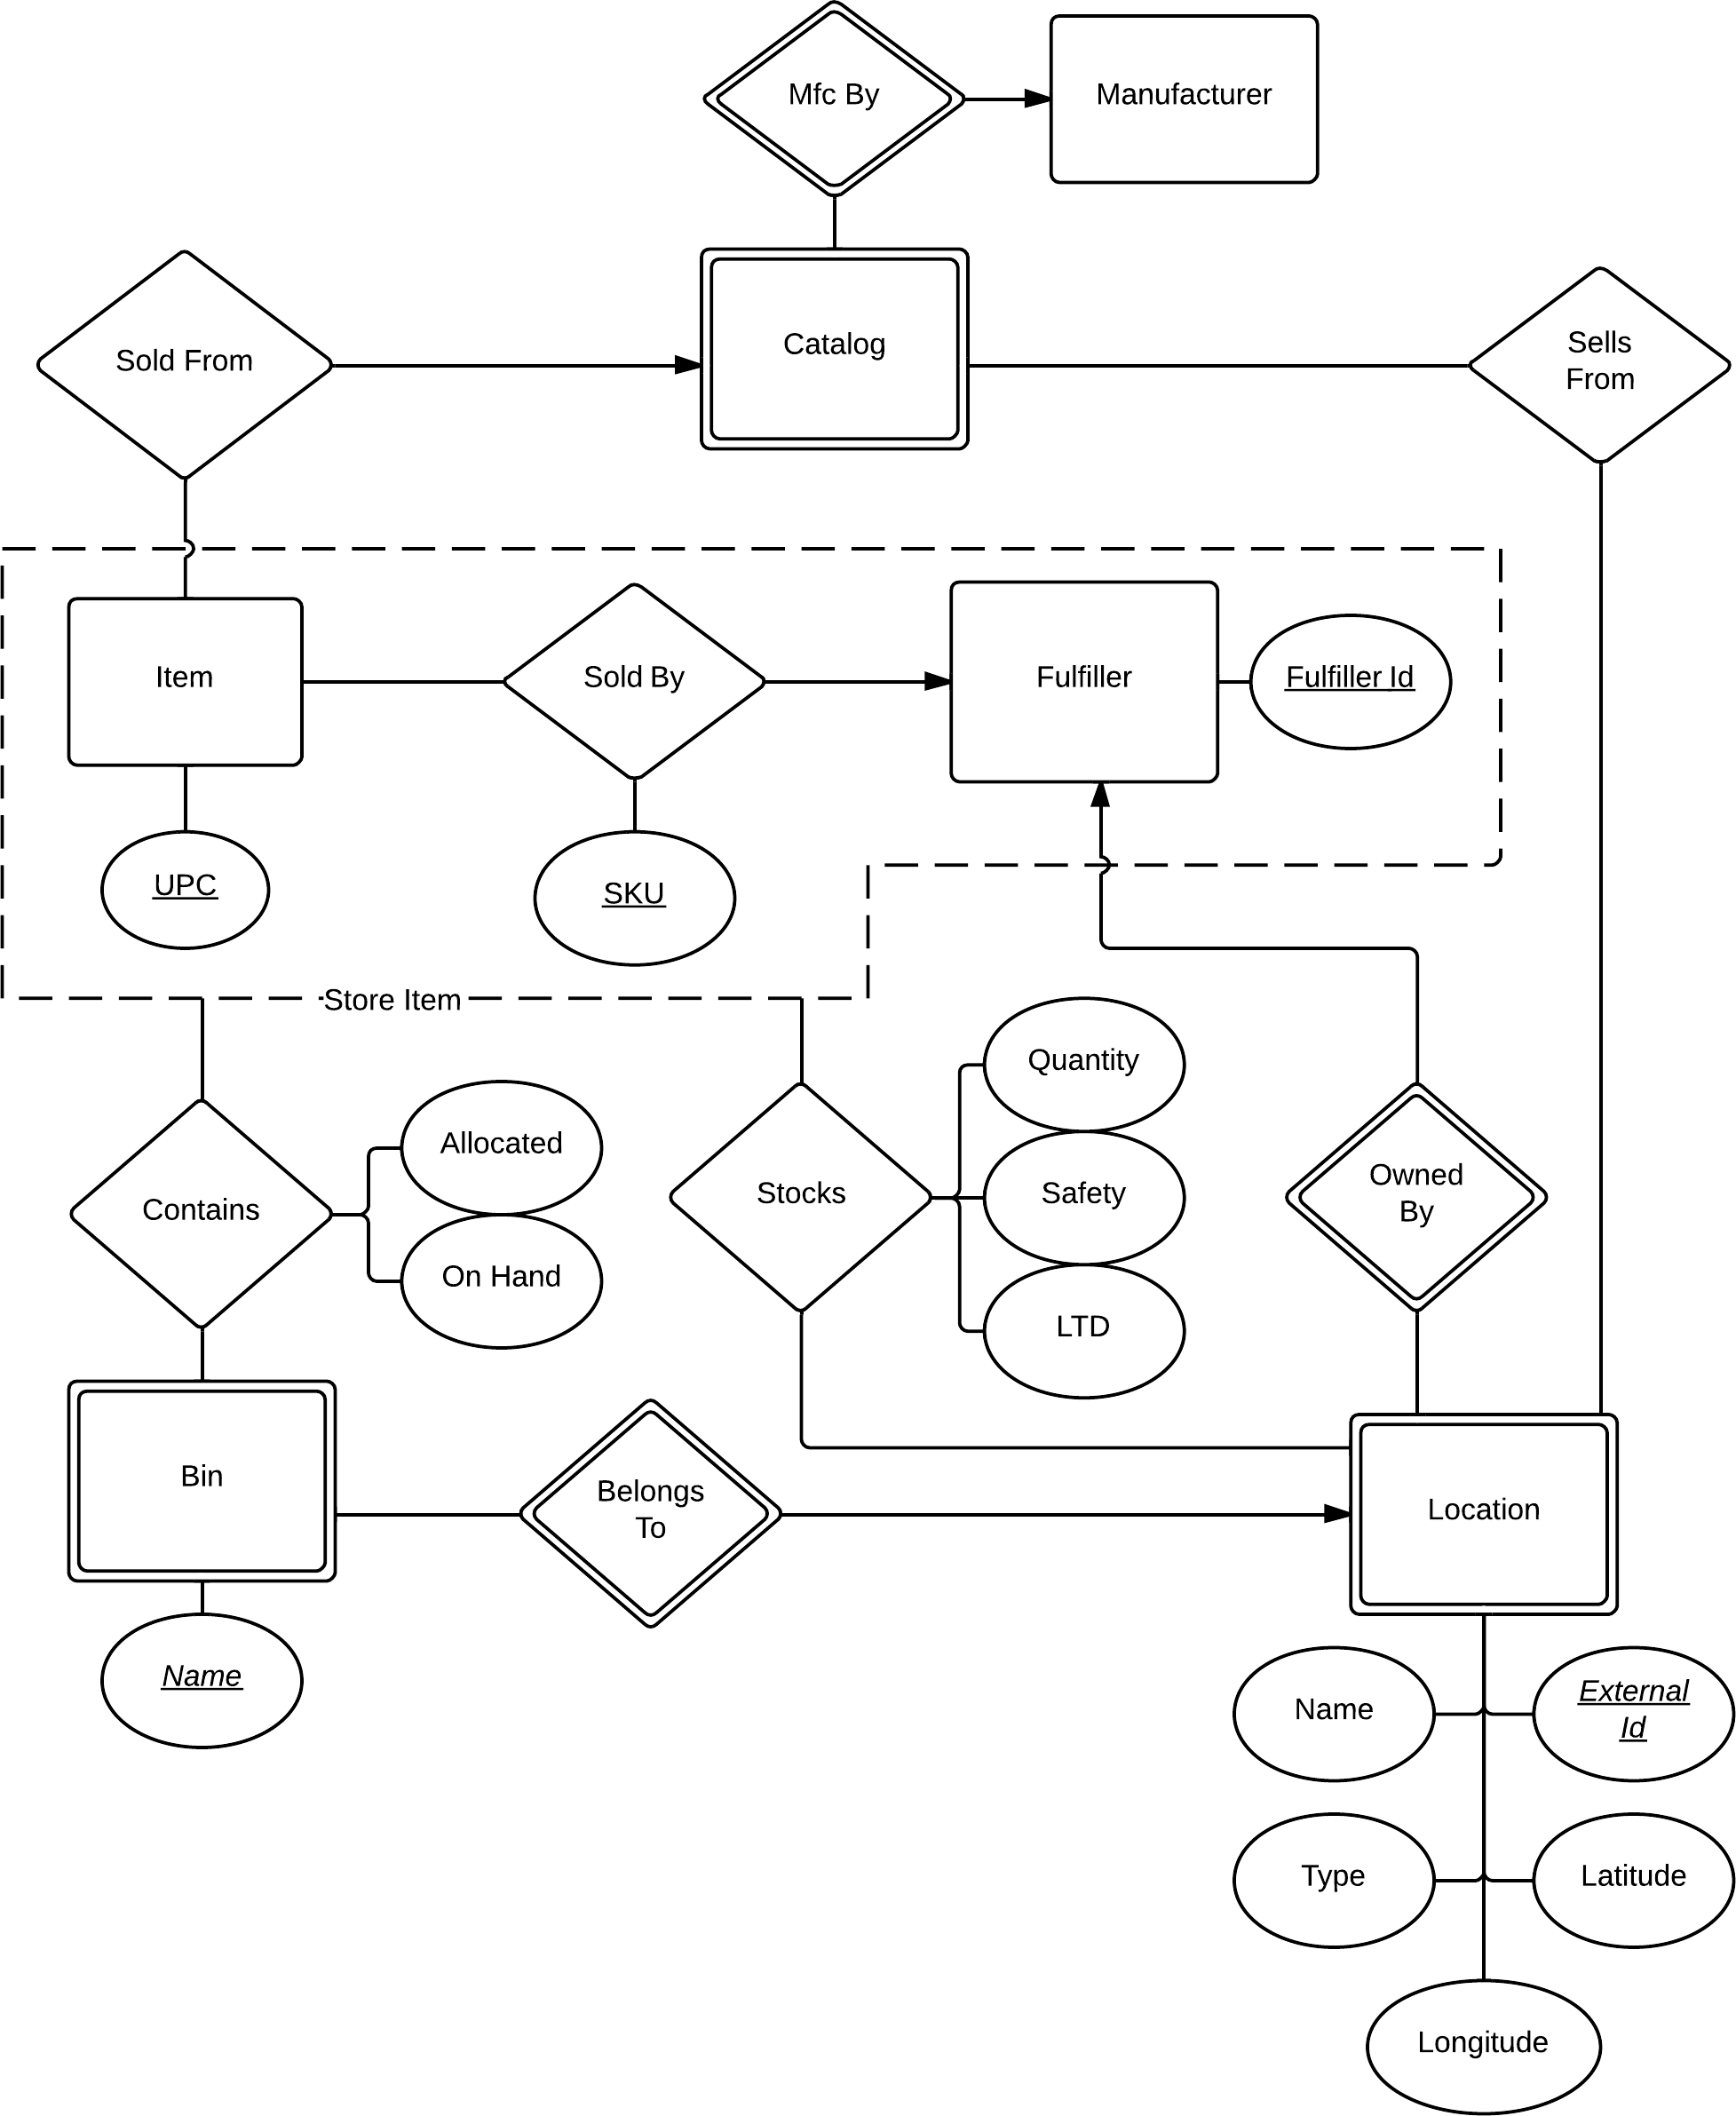 Mfc By
Manufacturer
Catalog
Sold From
Sells
From
Item
Sold By
Fulfiller
Fulfiller Id
UPC
SKU
Store Item
Quantity
Allocated
Stocks
Safety
Owned
By
Contains
On Hand
LTD
Bin
Belongs
To
Location
Name
Name
External
Id
Type
Latitude
Longitude